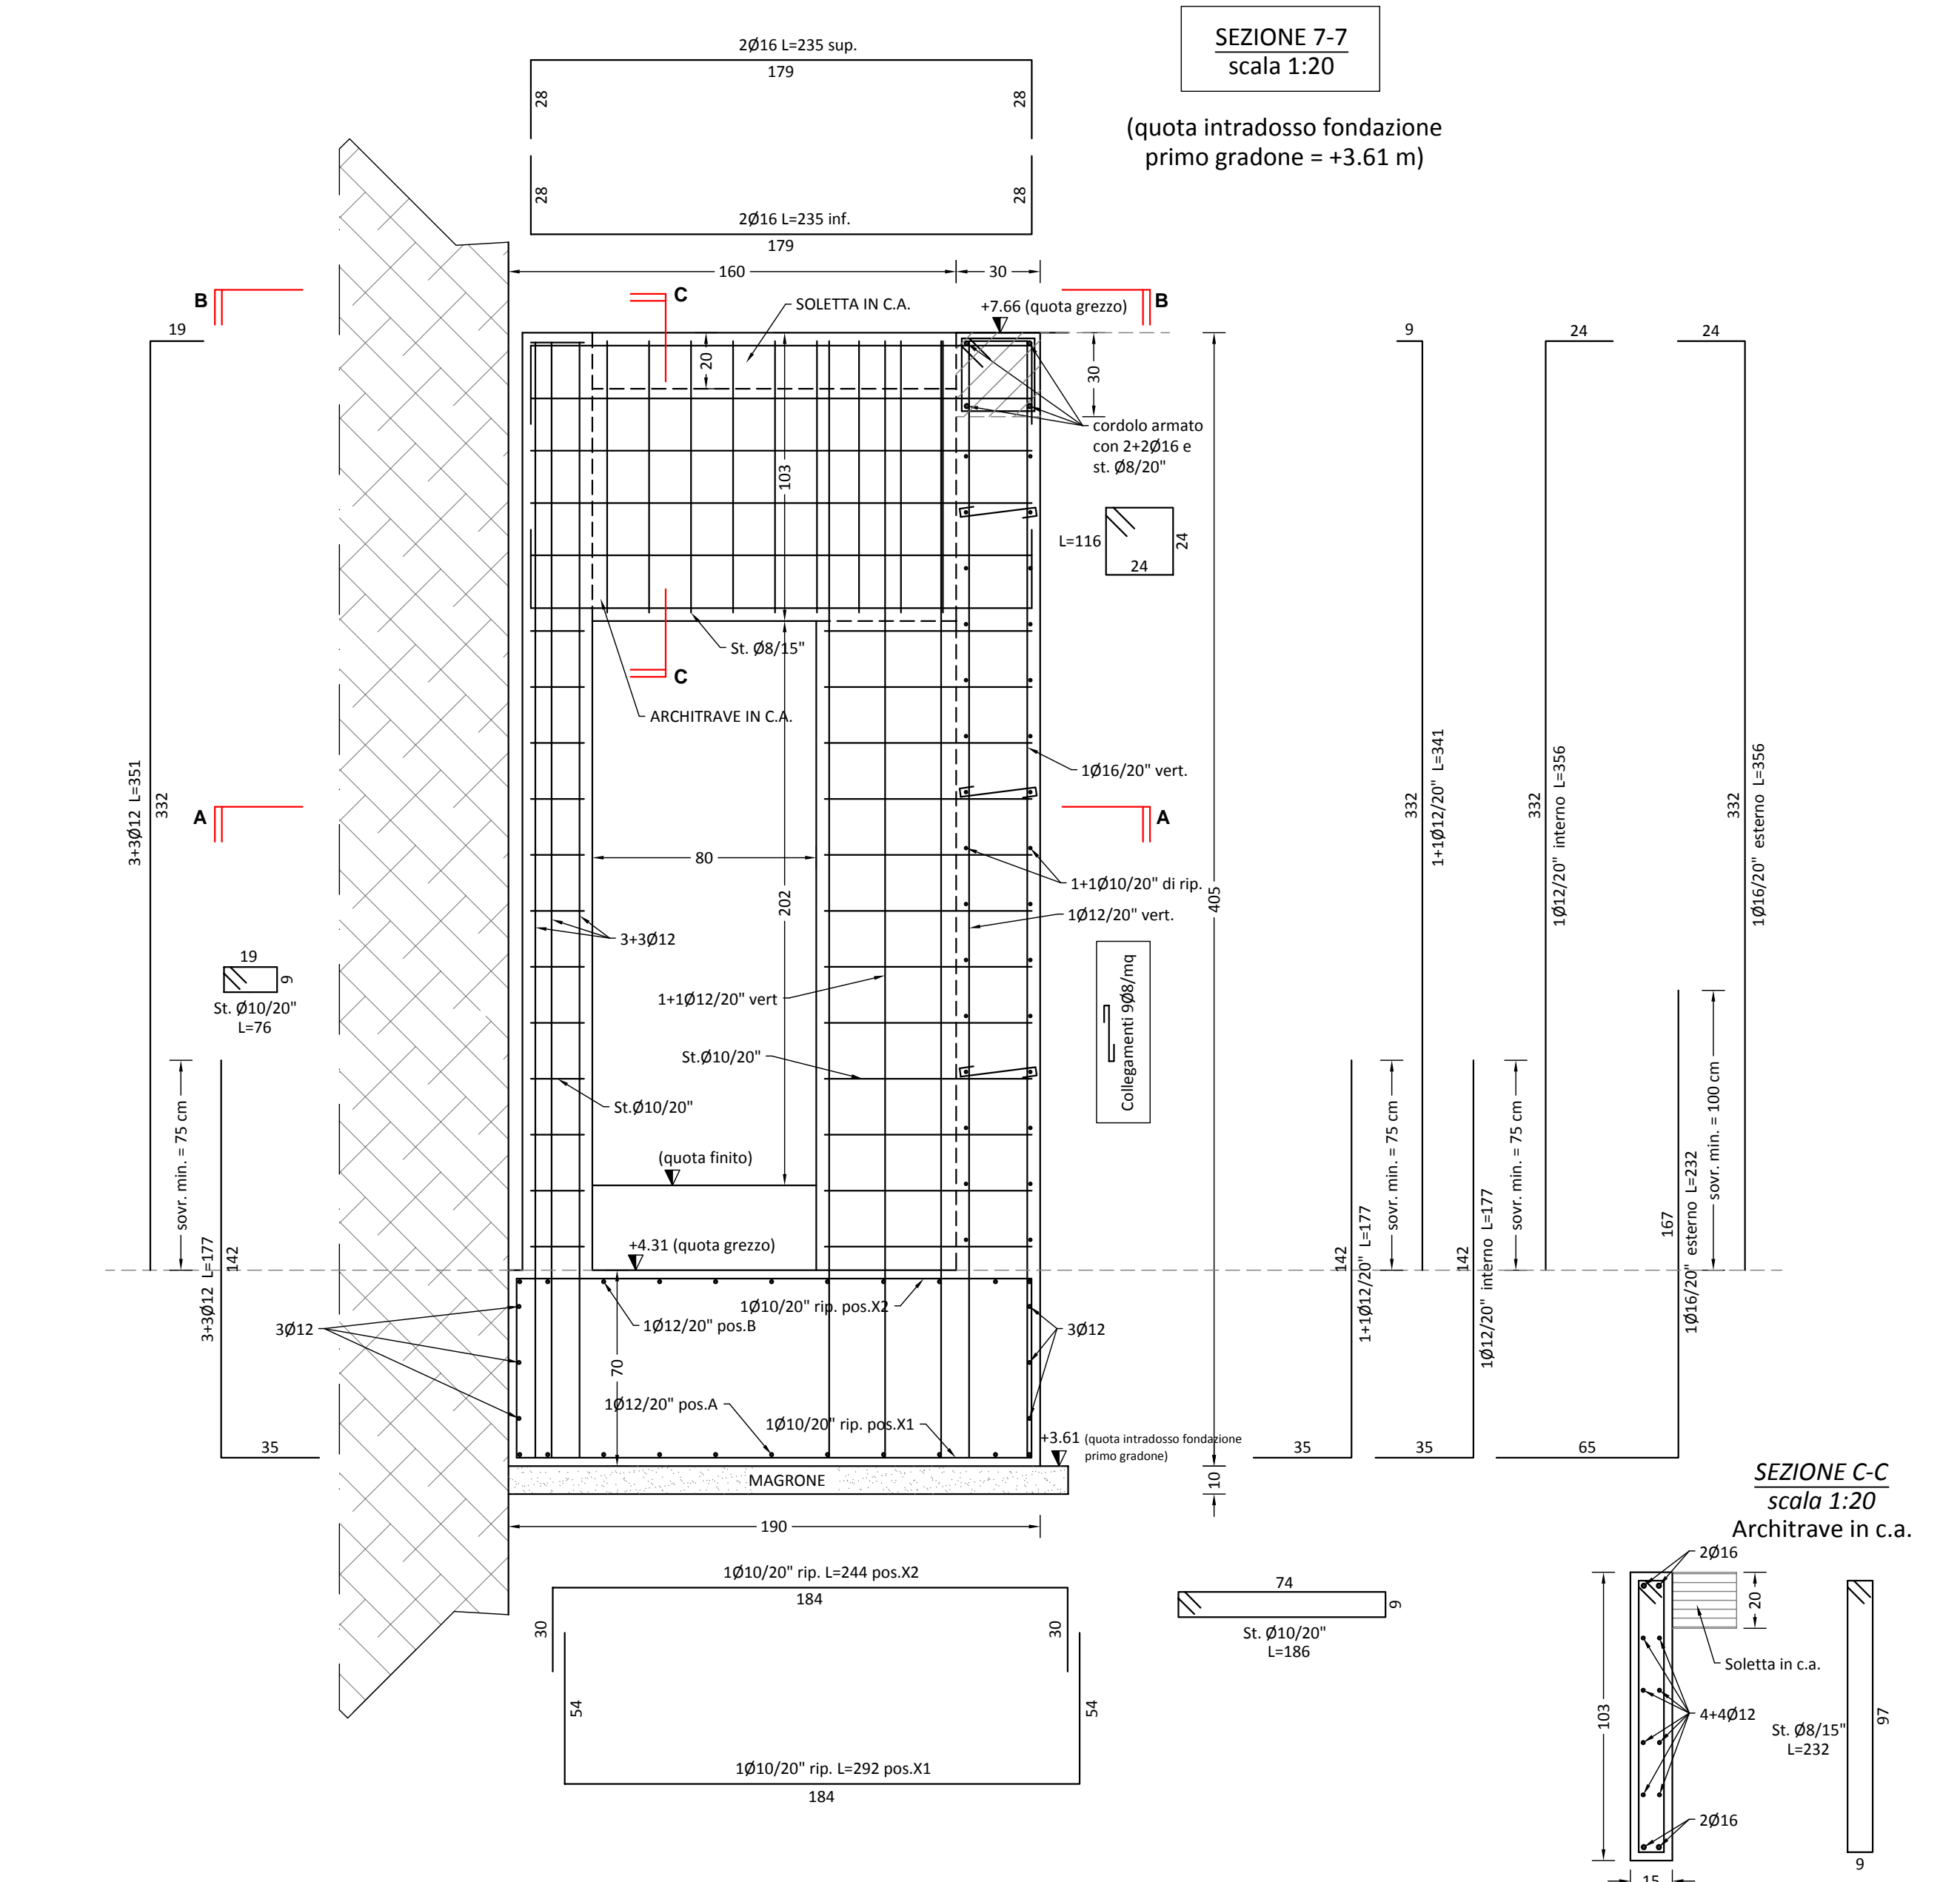 2Ø16 L=235 sup.
179
28
28
28
28
2Ø16 L=235 inf.
179
SEZIONE 7-7
scala 1:20
(quota intradosso fondazione
primo gradone = +3.61 m)
160
30
B
C
B
SOLETTA IN C.A.
+7.66 (quota grezzo)
19
9
24
24
20
30
103
cordolo armato
con 2+2Ø16 e
st. Ø8/20"
L=116
24
24
St. Ø8/15"
C
ARCHITRAVE IN C.A.
1Ø16/20" vert.
3+3Ø12 L=351
332
A
A
332
1+1Ø12/20" L=341
332
1Ø12/20" interno L=356
332
1Ø16/20" esterno L=356
80
202
405
1+1Ø10/20" di rip.
1Ø12/20" vert.
3+3Ø12
19
9
St. Ø10/20"
L=76
1+1Ø12/20" vert
St.Ø10/20"
St.Ø10/20"
Collegamenti 9Ø8/mq
sovr. min. = 75 cm
3+3Ø12 L=177
142
35
(quota finito)
+4.31 (quota grezzo)
1Ø10/20" rip. pos.X2
1Ø12/20" pos.B
3Ø12
3Ø12
70
1Ø12/20" pos.A
1Ø10/20" rip. pos.X1
+3.61 (quota intradosso fondazione
primo gradone)
MAGRONE
10
190
142
1+1Ø12/20" L=177
sovr. min. = 75 cm
35
142
1Ø12/20" interno L=177
sovr. min. = 75 cm
35
167
1Ø16/20" esterno L=232
sovr. min. = 100 cm
65
1Ø10/20" rip. L=244 pos.X2
184
30
30
54
54
1Ø10/20" rip. L=292 pos.X1
184
74
9
St. Ø10/20"
L=186
SEZIONE C-C
scala 1:20
Architrave in c.a.
2Ø16
20
Soletta in c.a.
103
4+4Ø12
St. Ø8/15"
L=232
97
2Ø16
9
15